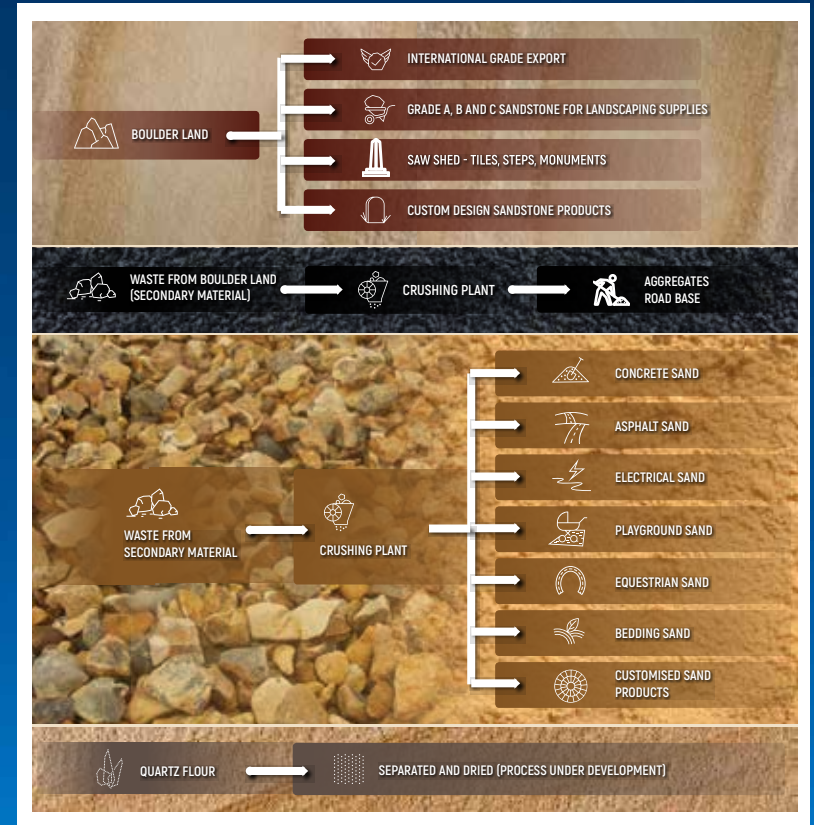 INTERNATIONAL GRADE EXPORT
GRADE A, B AND C SANDSTONE FOR LANDSCAPING SUPPLIES
BOULDER LAND
SAW SHED - TILES, STEPS, MONUMENTS
CUSTOM DESIGN SANDSTONE PRODUCTS
WASTE FROM BOULDER LAND
(SECONDARY MATERIAL)
CRUSHING PLANT
AGGREGATES
ROAD BASE
CONCRETE SAND
ASPHALT SAND
ELECTRICAL SAND
PLAYGROUND SAND
WASTE FROM
SECONDARY MATERIAL
CRUSHING PLANT
EQUESTRIAN SAND
BEDDING SAND
CUSTOMISED SAND
PRODUCTS
QUARTZ FLOUR
SEPARATED AND DRIED (PROCESS UNDER DEVELOPMENT)